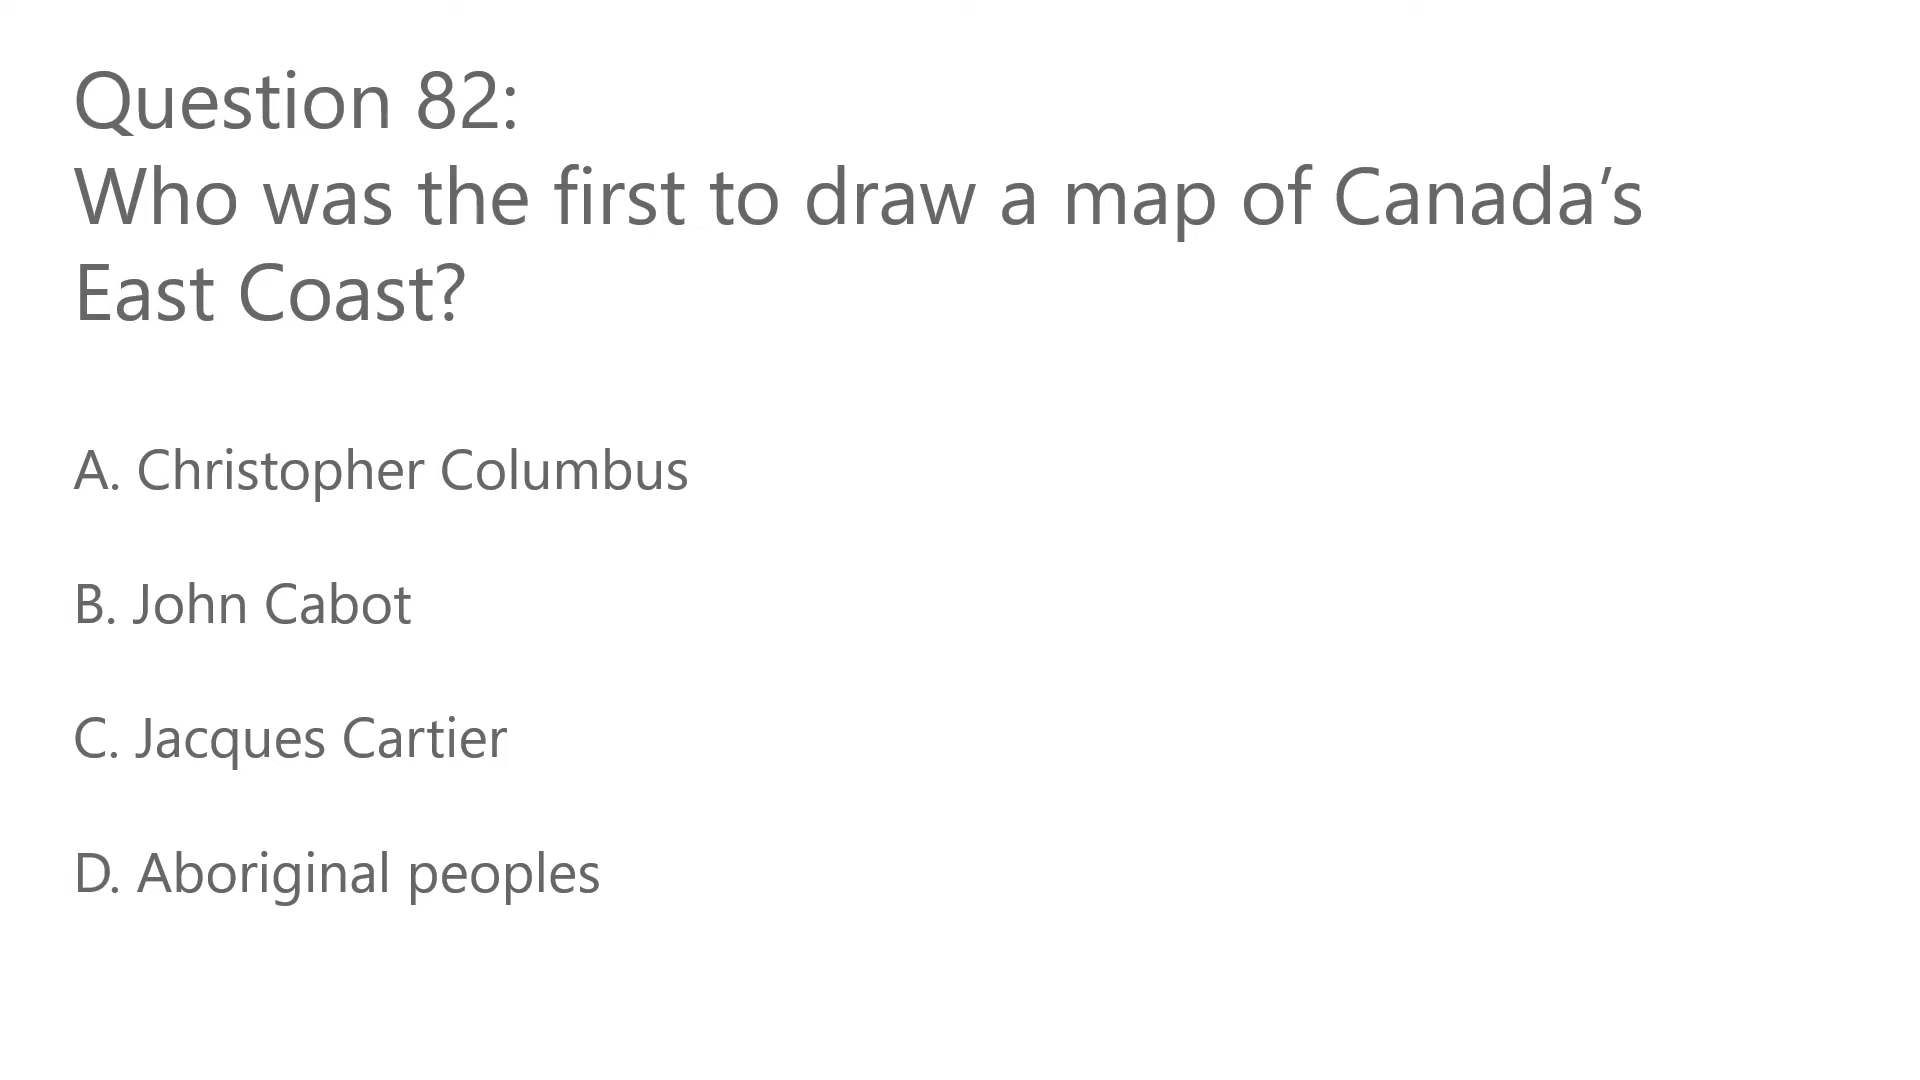 Question 82:
Who was the first to draw a map of Canada’s
East Coast?
A. Christopher Columbus
B. John Cabot
C. Jacques Cartier
D. Aboriginal peoples